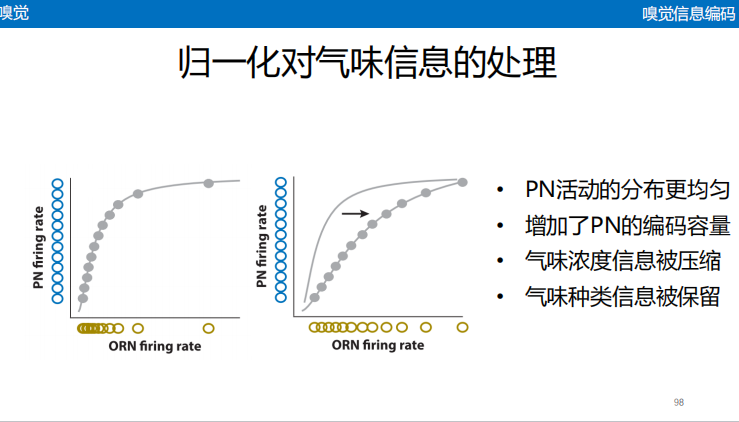 嗅觉
嗅觉信息编码
归一化对气味信息的处理
PN firing rate
ORN firing rate
PN firing rate
ORN firing rate
• PN活动的分布更均匀
• 增加了PN的编码容量
• 气味浓度信息被压缩
• 气味种类信息被保留
98